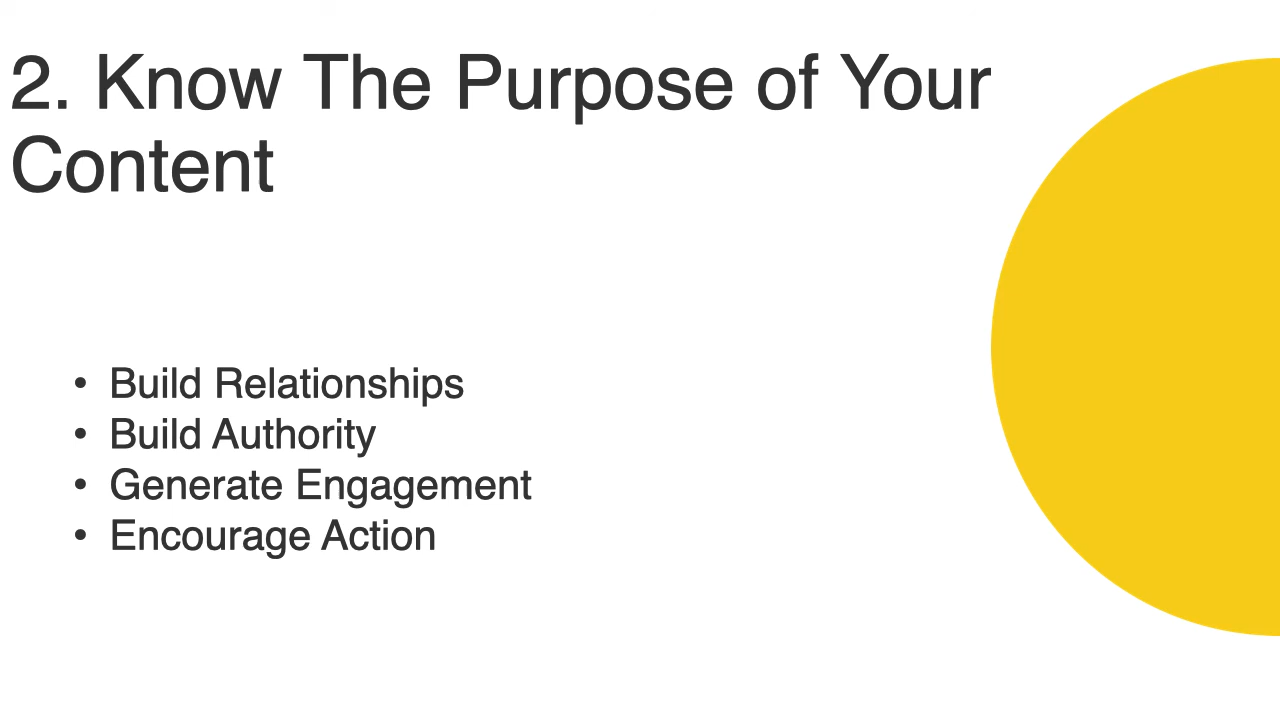 2. Know The Purpose of Your
Content
• Build Relationships
• Build Authority
• Generate Engagement
• Encourage Action